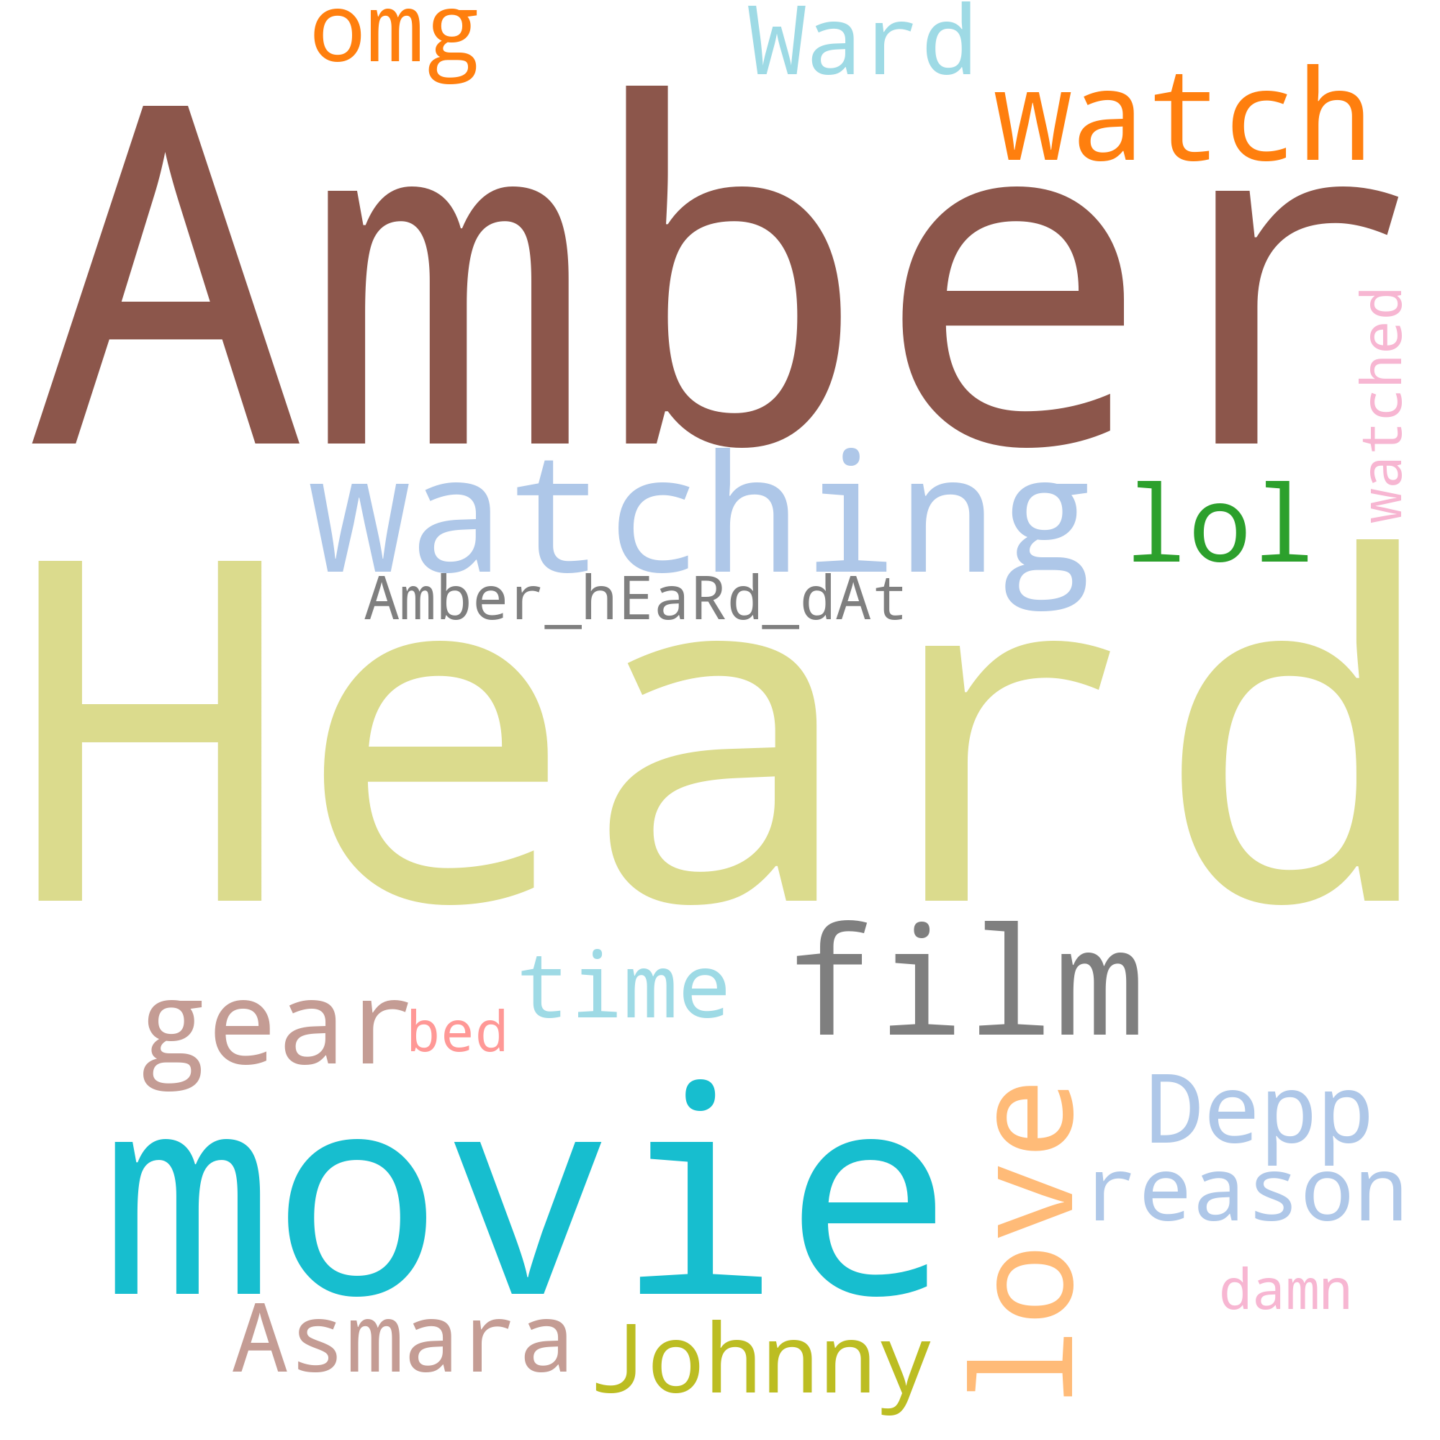 omg
Ward
watch
Amber
watched
watching
lol
Amber_hEaRd_dAt
Heard
film
time
gear
bed
movie
love
Depp
reason
damn
Asmara
Johnny